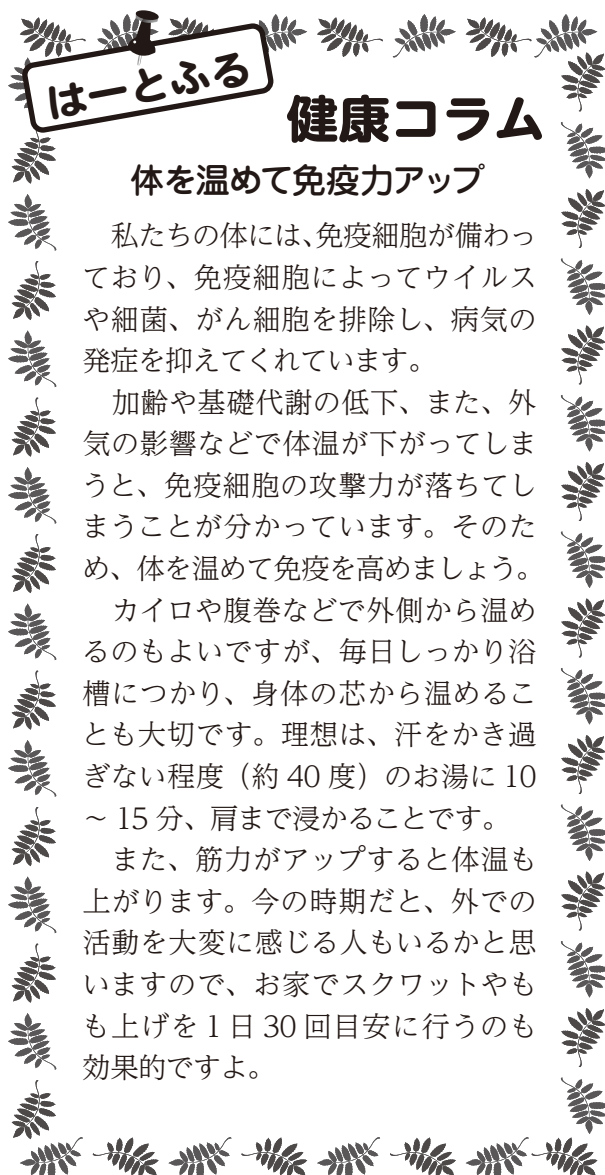 はーとふる
健康コラム
体を温めて免疫力アップ
　私たちの体には、免疫細胞が備わっ
ており、免疫細胞によってウイルス
や細菌、がん細胞を排除し、病気の
発症を抑えてくれています。
　加齢や基礎代謝の低下、また、外
気の影響などで体温が下がってしま
うと、免疫細胞の攻撃力が落ちてし
まうことが分かっています。そのた
め、体を温めて免疫を高めましょう。
　カイロや腹巻などで外側から温め
るのもよいですが、毎日しっかり浴
槽につかり、身体の芯から温めるこ
とも大切です。理想は、汗をかき過
ぎない程度（約 40 度）のお湯に 10
～ 15 分、肩まで浸かることです。
　また、筋力がアップすると体温も
上がります。今の時期だと、外での
活動を大変に感じる人もいるかと思
いますので、お家でスクワットやも
も上げを 1 日 30 回目安に行うのも
効果的ですよ。